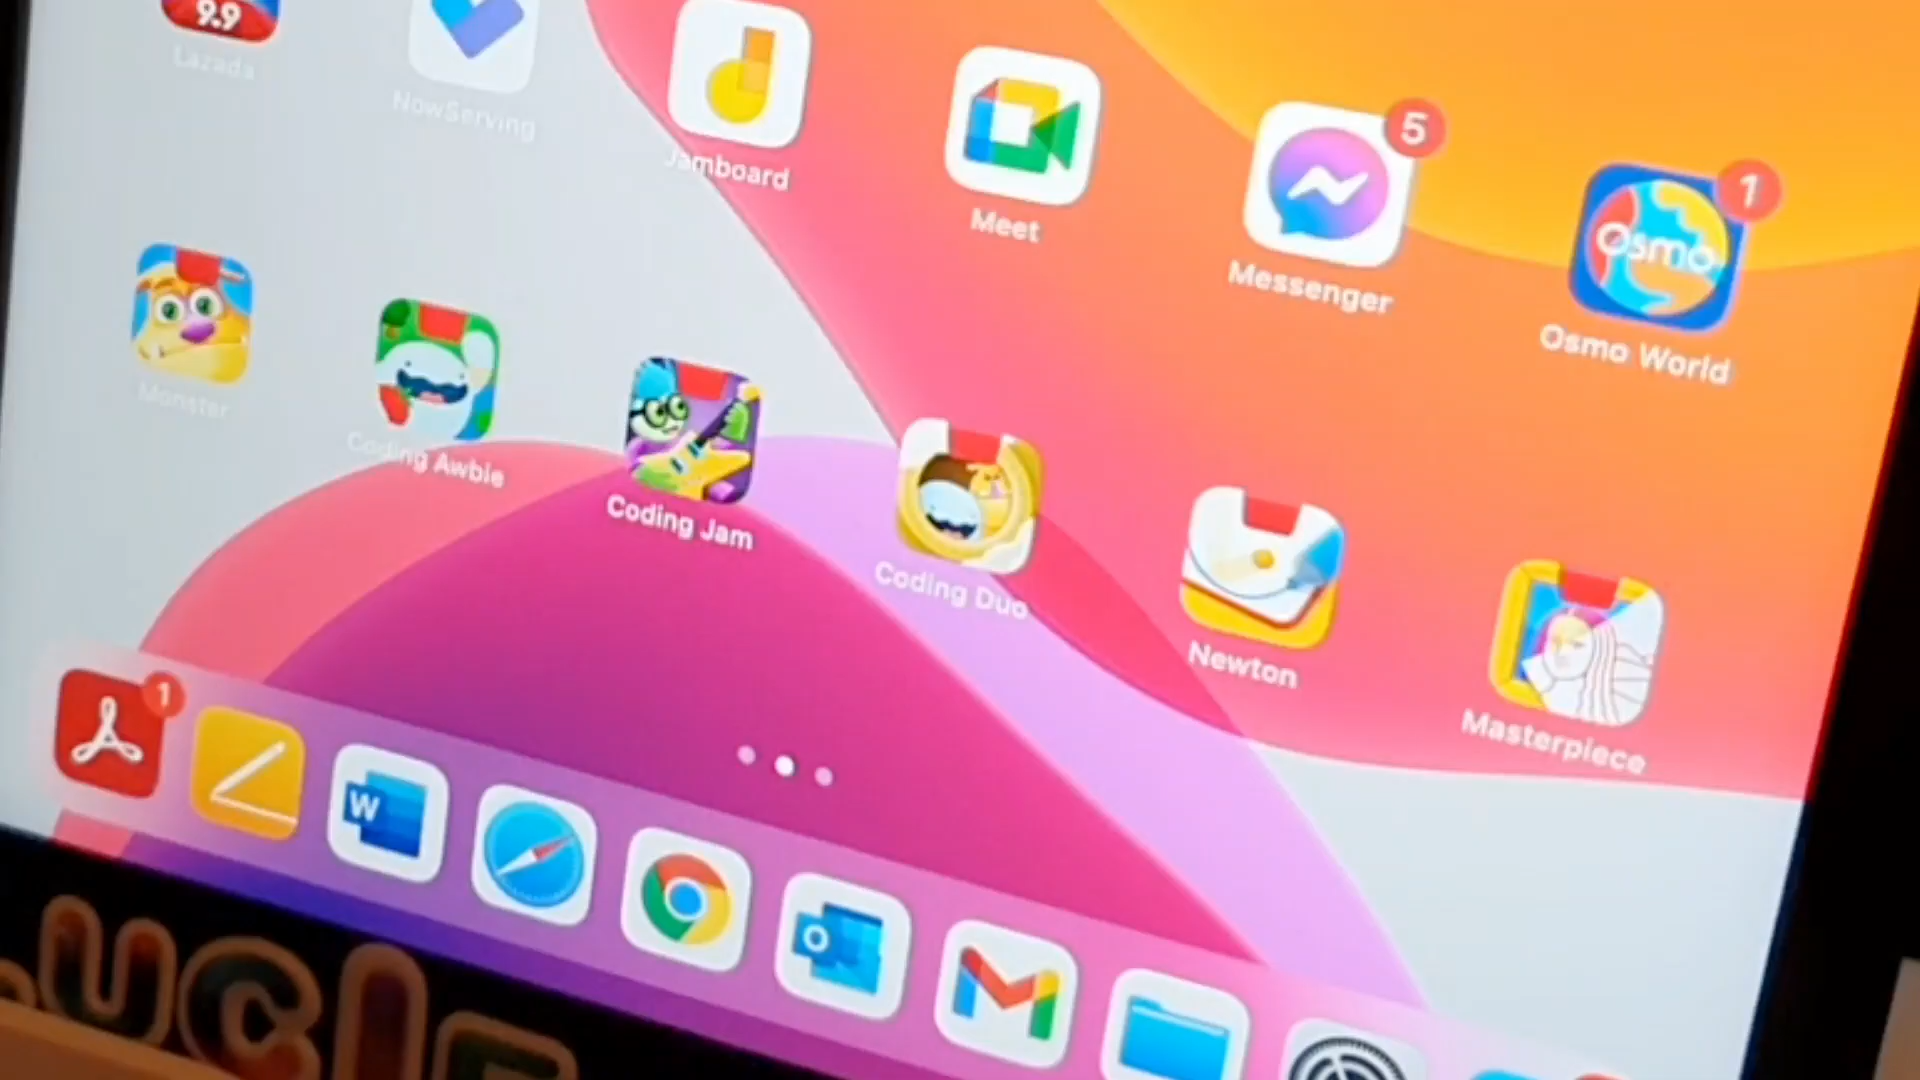 9.9
Lazada
NowServing
Jamboard
Meet
5
Messenger
1
Osmo
Osmo World
Monster
Coding Awbie
Coding Jam
Coding Duo
Newton
Masterpiece
1
W
O
UCIE